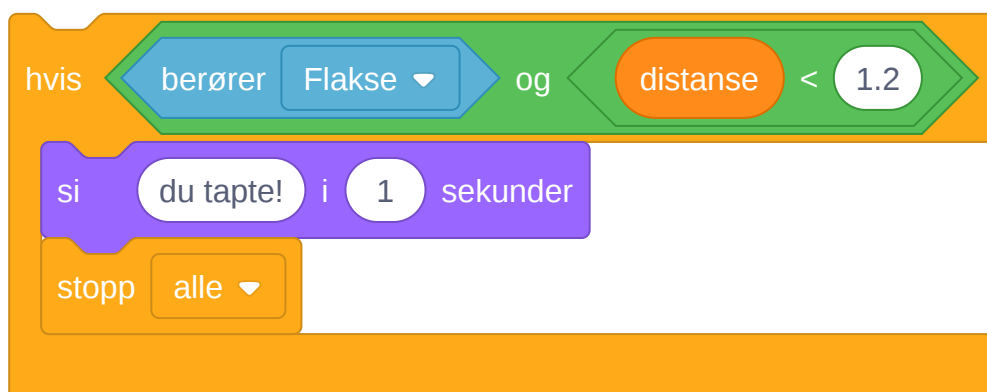 hvis berører Flakse og distanse < 1.2
si du tapte! i 1 sekunder
stopp alle